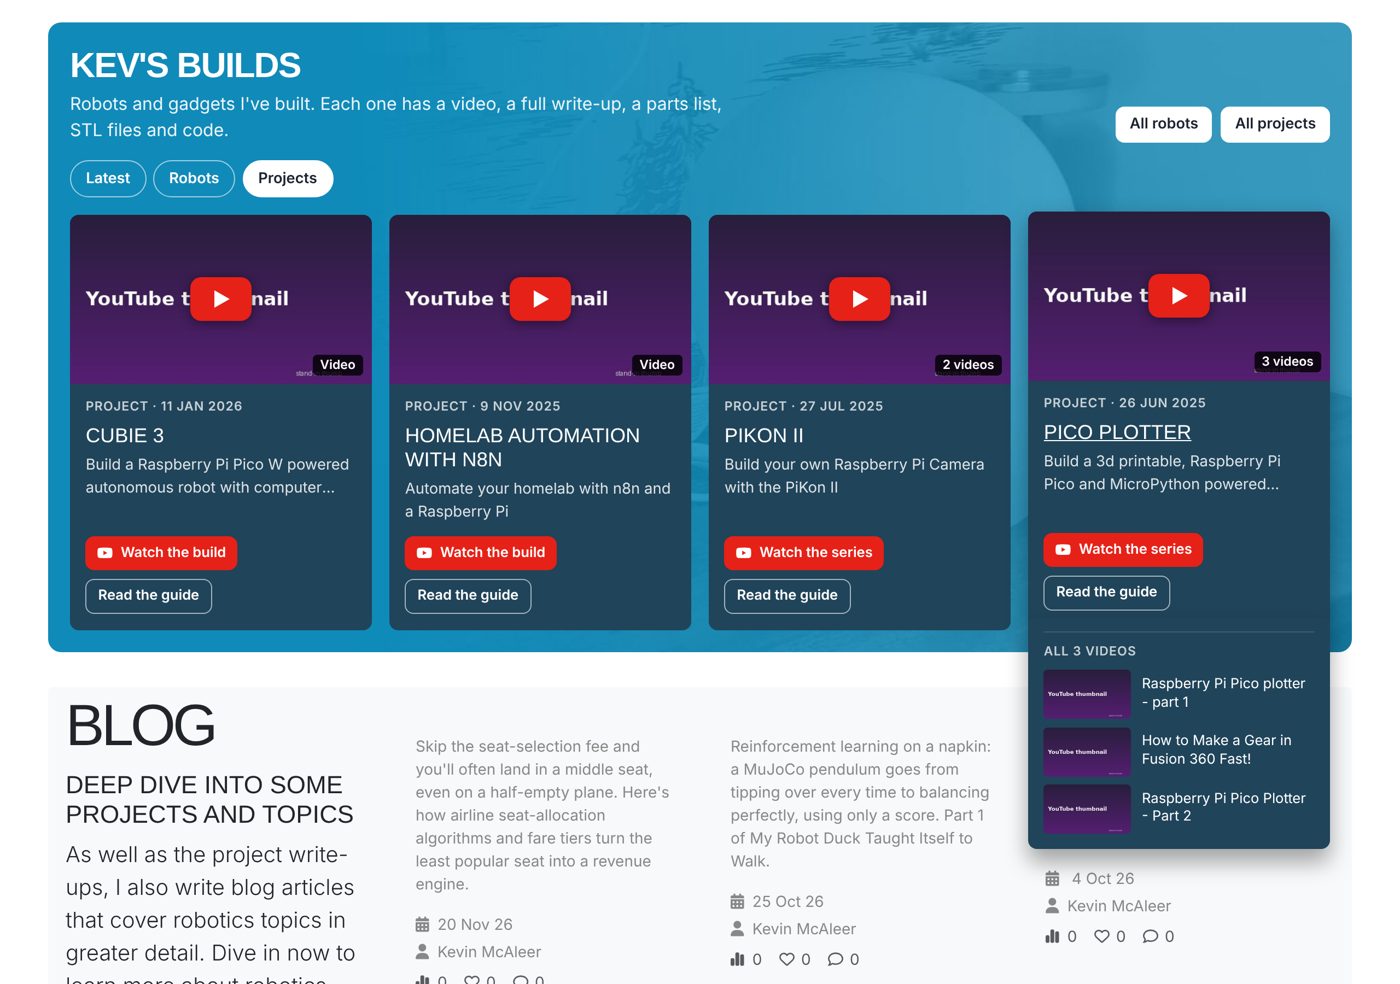 KEV'S BUILDS
Robots and gadgets I've built. Each one has a video, a full write-up, a parts list,
STL files and code.
All robots
All projects
Latest
Robots
Projects
YouTube t nail
Video
PROJECT · 11 JAN 2026
CUBIE 3
Build a Raspberry Pi Pico W powered
autonomous robot with computer...
Watch the build
Read the guide
YouTube t nail
Video
PROJECT · 9 NOV 2025
HOMELAB AUTOMATION
WITH N8N
Automate your homelab with n8n and
a Raspberry Pi
Watch the build
Read the guide
YouTube t nail
2 videos
PROJECT · 27 JUL 2025
PIKON II
Build your own Raspberry Pi Camera
with the PiKon II
Watch the series
Read the guide
YouTube t nail
3 videos
PROJECT · 26 JUN 2025
PICO PLOTTER
Build a 3d printable, Raspberry Pi
Pico and MicroPython powered...
Watch the series
Read the guide
ALL 3 VIDEOS
YouTube thumbnail
Raspberry Pi Pico plotter
- part 1
YouTube thumbnail
How to Make a Gear in
Fusion 360 Fast!
YouTube thumbnail
Raspberry Pi Pico Plotter
- Part 2
BLOG
DEEP DIVE INTO SOME
PROJECTS AND TOPICS
As well as the project write-
ups, I also write blog articles
that cover robotics topics in
greater detail. Dive in now to
learn more about robotics
Skip the seat-selection fee and
you'll often land in a middle seat,
even on a half-empty plane. Here's
how airline seat-allocation
algorithms and fare tiers turn the
least popular seat into a revenue
engine.
20 Nov 26
Kevin McAleer
0 0 0
Reinforcement learning on a napkin:
a MuJoCo pendulum goes from
tipping over every time to balancing
perfectly, using only a score. Part 1
of My Robot Duck Taught Itself to
Walk.
25 Oct 26
Kevin McAleer
0 0 0
4 Oct 26
Kevin McAleer
0 0 0